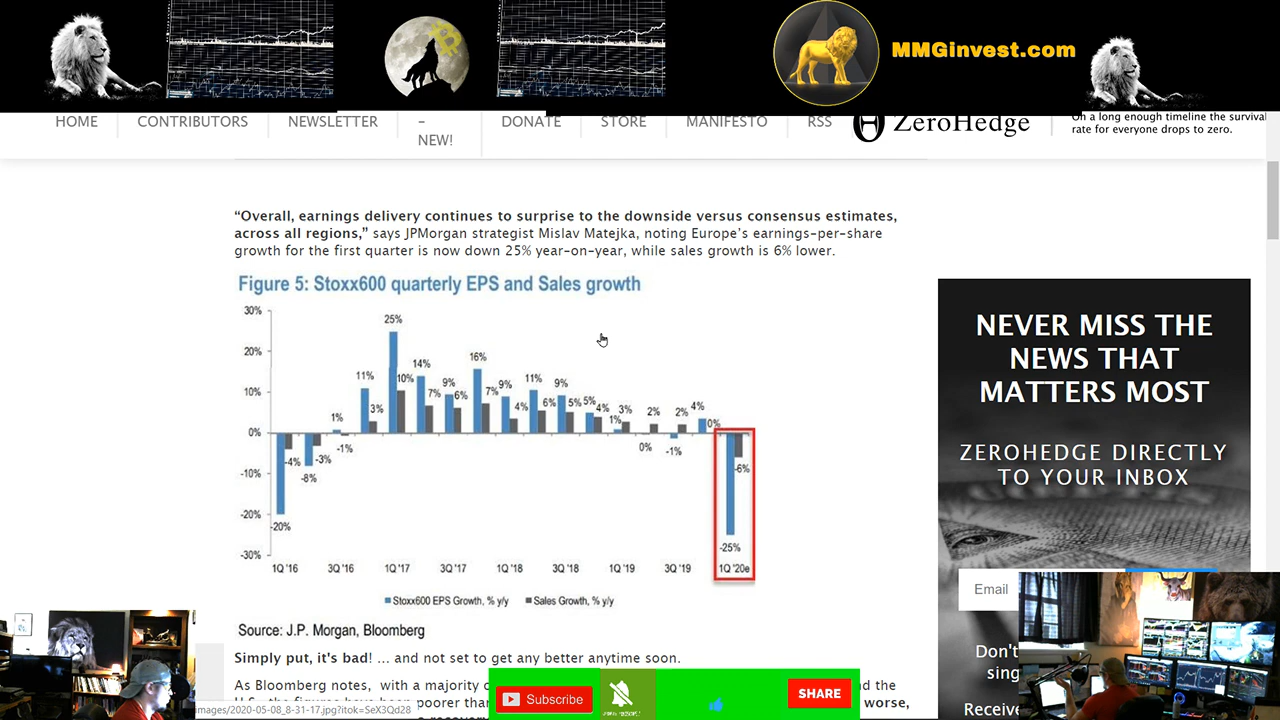 MMGinvest.com
HOME
CONTRIBUTORS
NEWSLETTER
–
NEW!
DONATE
STORE
MANIFESTO
RSS
ZeroHedge
On a long enough timeline the survival
rate for everyone drops to zero.
“Overall, earnings delivery continues to surprise to the downside versus consensus estimates,
across all regions,” says JPMorgan strategist Mislav Matejka, noting Europe’s earnings-per-share
growth for the first quarter is now down 25% year-on-year, while sales growth is 6% lower.
Figure 5: Stoxx600 quarterly EPS and Sales growth
30%
20%
10%
0%
-10%
-20%
-30%
-20%
-4%
-8%
-3%
1%
-1%
11%
3%
25%
10%
14%
7%
9%
6%
16%
7%
9%
4%
11%
6%
9%
5%
5%
4%
1%
3%
0%
2%
-1%
2%
4%
0%
-25%
-6%
1Q '16
3Q '16
1Q '17
3Q '17
1Q '18
3Q '18
1Q '19
3Q '19
1Q '20e
Stoxx600 EPS Growth, % y/y
Sales Growth, % y/y
Source: J.P. Morgan, Bloomberg
Simply put, it's bad! ... and not set to get any better anytime soon.
As Bloomberg notes, with a majority
nd the
poorer than
worse,
NEVER MISS THE
NEWS THAT
MATTERS MOST
ZEROHEDGE DIRECTLY
TO YOUR INBOX
Email
Don't
sing
Receive
Subscribe
SHARE
images/2020-05-08_8-31-17.jpg?itok=SeX3Qd28